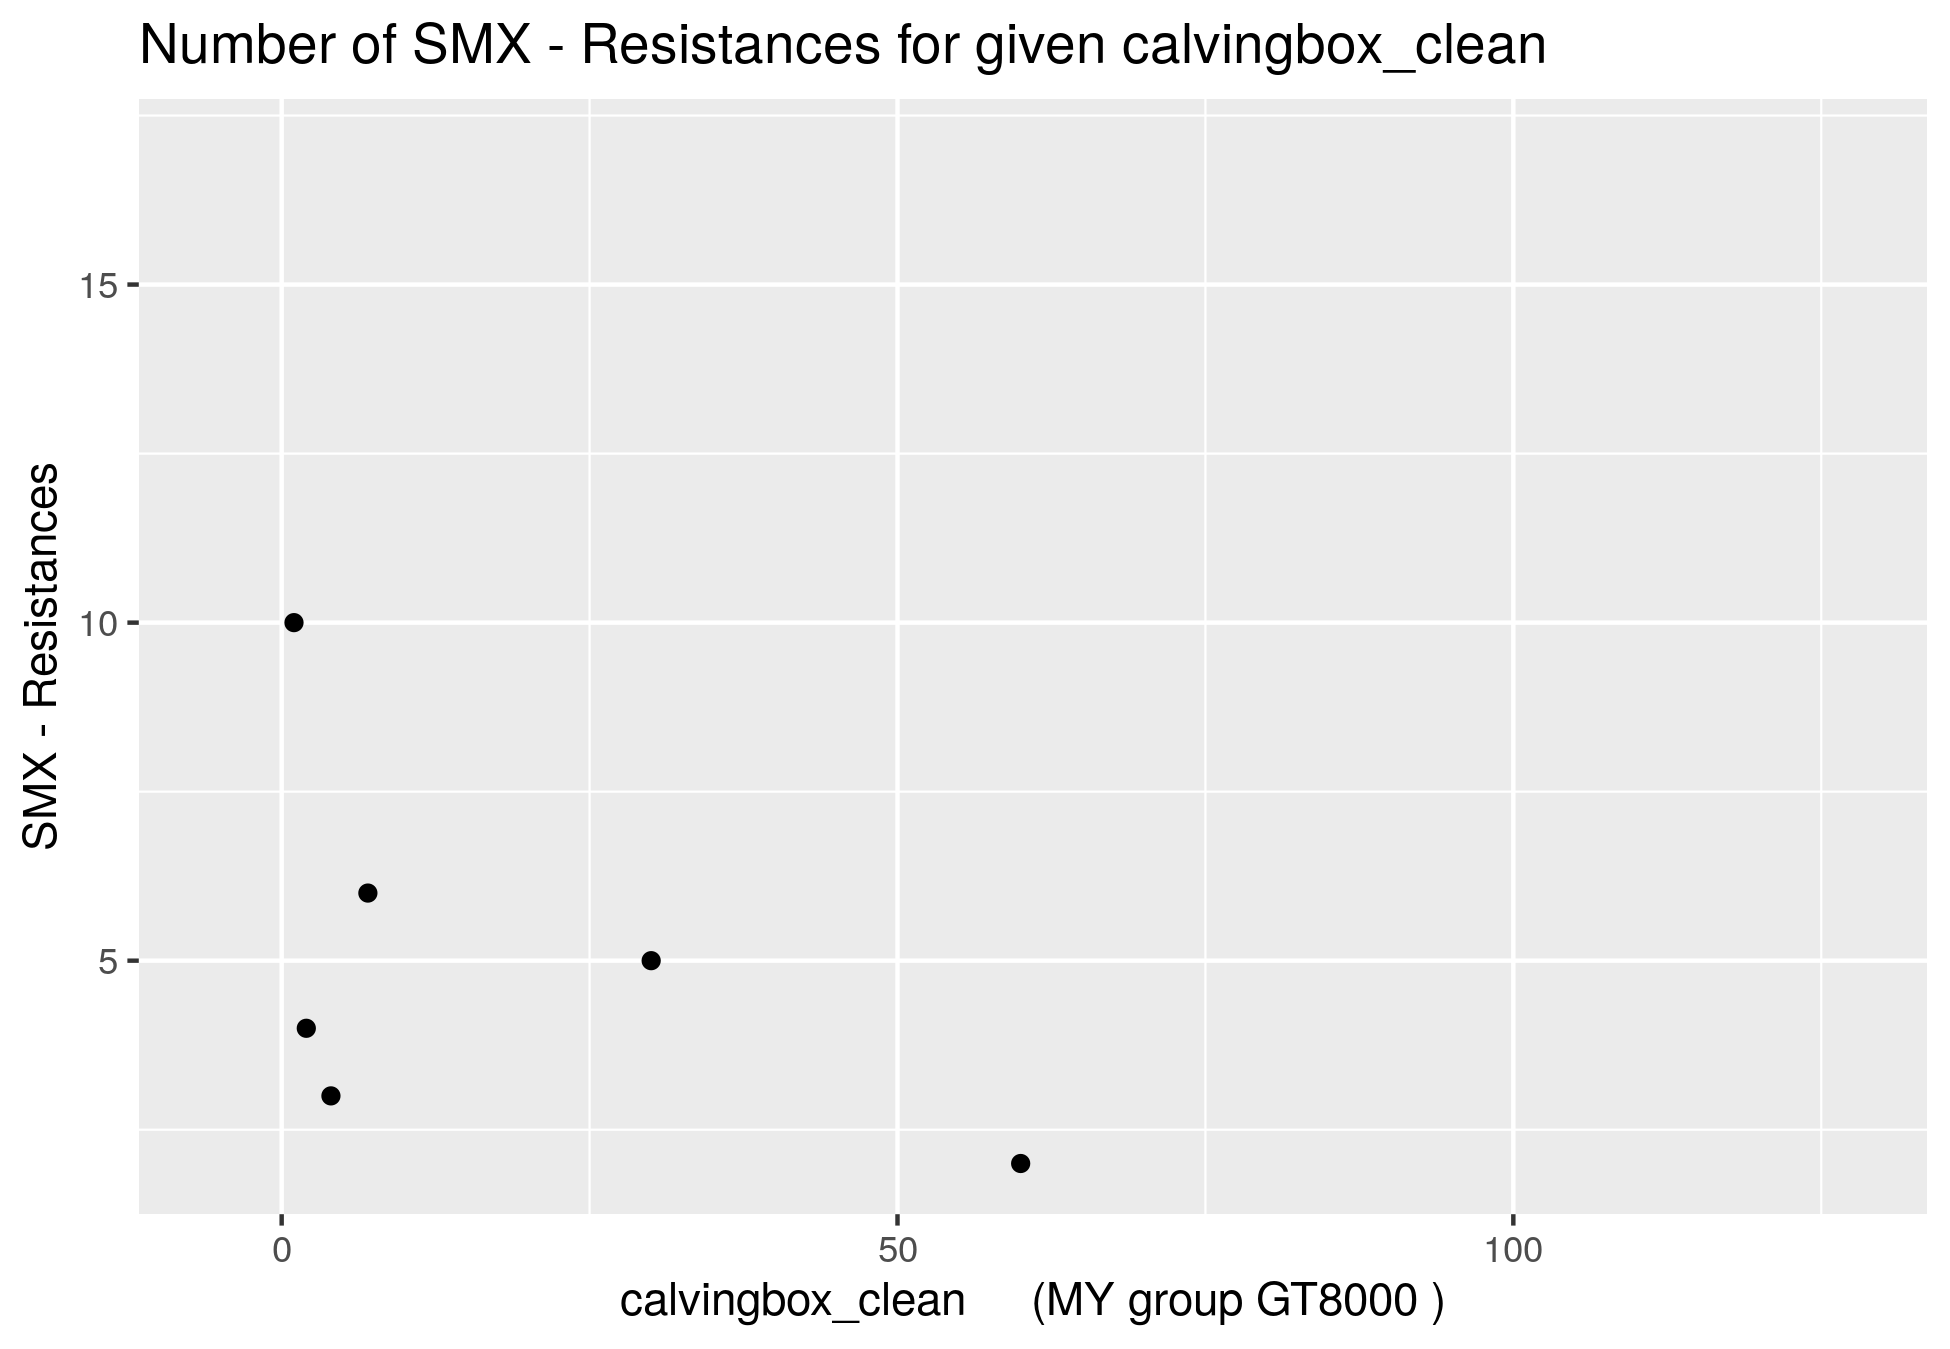 Number of SMX - Resistances for given calvingbox_clean
SMX - Resistances
15
10
5
0 50 100
calvingbox_clean (MY group GT8000 )